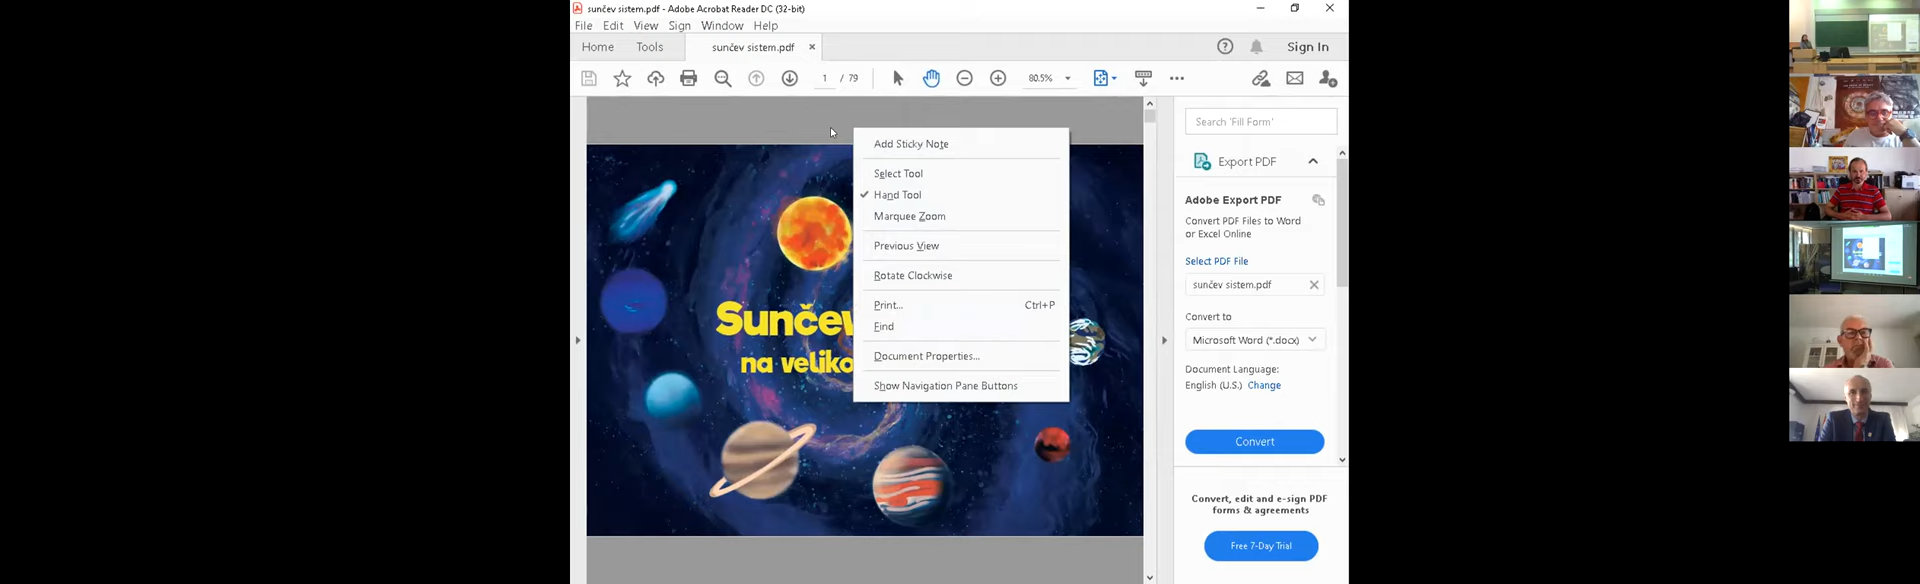 sunčev sistem.pdf - Adobe Acrobat Reader DC (32-bit)
File Edit View Sign Window Help
Home Tools sunčev sistem.pdf Sign In
1 / 79 80.5%
Add Sticky Note
Select Tool
Hand Tool
Marquee Zoom
Previous View
Rotate Clockwise
Print... Ctrl+P
Find
Document Properties...
Show Navigation Pane Buttons
Sunčev
na veliko
Search 'Fill Form'
Export PDF
Adobe Export PDF
Convert PDF Files to Word
or Excel Online
Select PDF File
sunčev sistem.pdf
Convert to
Microsoft Word (*.docx)
Document Language:
English (U.S.) Change
Convert
Convert, edit and e-sign PDF
forms & agreements
Free 7-Day Trial